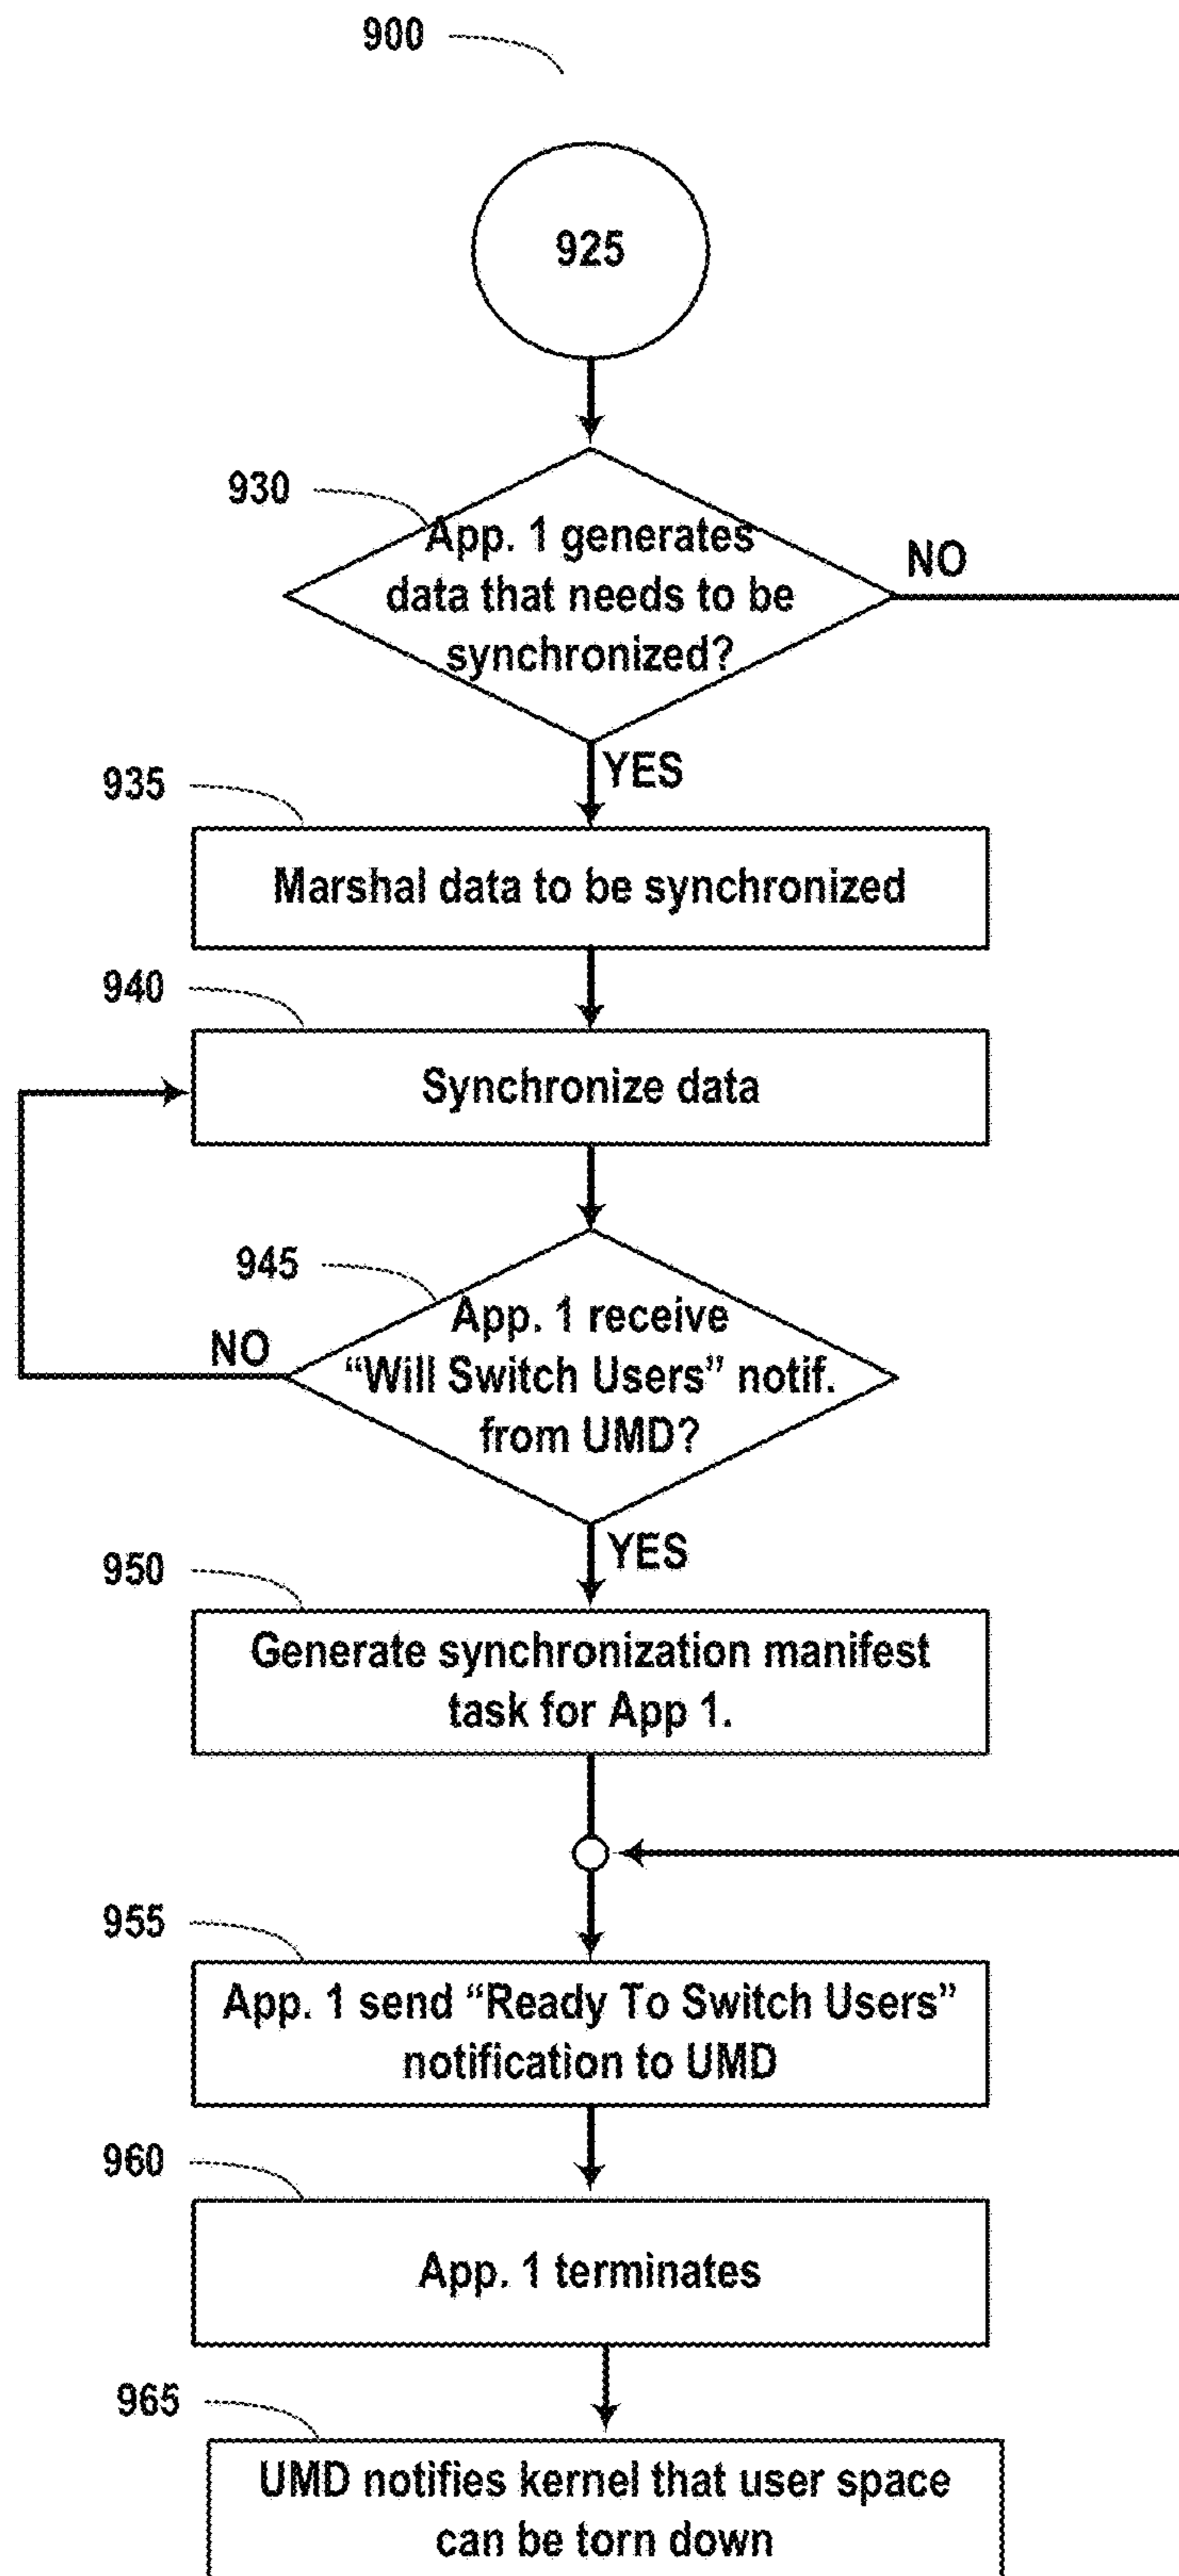 900
925
930
App. 1 generates
data that needs to be
synchronized?
NO
YES
935
Marshal data to be synchronized
940
Synchronize data
945
App. 1 receive
“Will Switch Users” notif.
from UMD?
NO
YES
950
Generate synchronization manifest
task for App 1.
955
App. 1 send “Ready To Switch Users”
notification to UMD
960
App. 1 terminates
965
UMD notifies kernel that user space
can be torn down